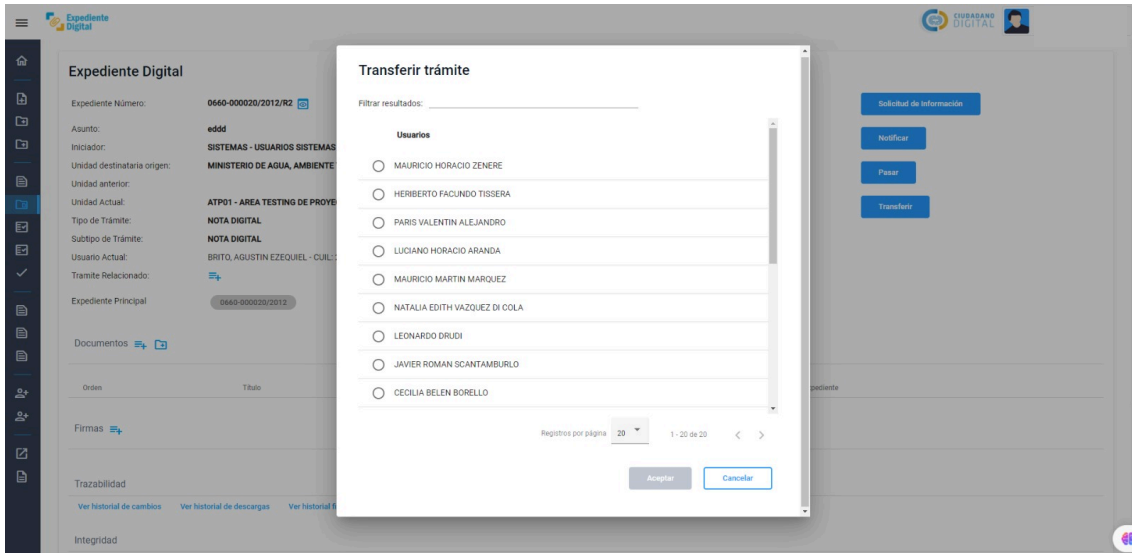 Expediente
Digital
CIUDADANO
DIGITAL
Expediente Digital
Expediente Número: 0660-000020/2012/R2
Asunto: eddd
Iniciador: SISTEMAS - USUARIOS SISTEMAS
Unidad destinataria origen: MINISTERIO DE AGUA, AMBIENTE
Unidad anterior:
Unidad Actual: ATP01 - AREA TESTING DE PROYE
Tipo de Trámite: NOTA DIGITAL
Subtipo de Trámite: NOTA DIGITAL
Usuario Actual: BRITO, AGUSTIN EZEQUIEL - CUIL:
Tramite Relacionado:
Expediente Principal 0660-000020/2012
Documentos
Orden Título pediente
Firmas
Trazabilidad
Ver historial de cambios Ver historial de descargas Ver historial fi
Integridad
Transferir trámite
Filtrar resultados:
Usuarios
MAURICIO HORACIO ZENERE
HERIBERTO FACUNDO TISSERA
PARIS VALENTIN ALEJANDRO
LUCIANO HORACIO ARANDA
MAURICIO MARTIN MARQUEZ
NATALIA EDITH VAZQUEZ DI COLA
LEONARDO DRUDI
JAVIER ROMAN SCANTAMBURLO
CECILIA BELEN BORELLO
Registros por página 20 1 - 20 de 20
Aceptar Cancelar
Solicitud de Información
Notificar
Pasar
Transferir